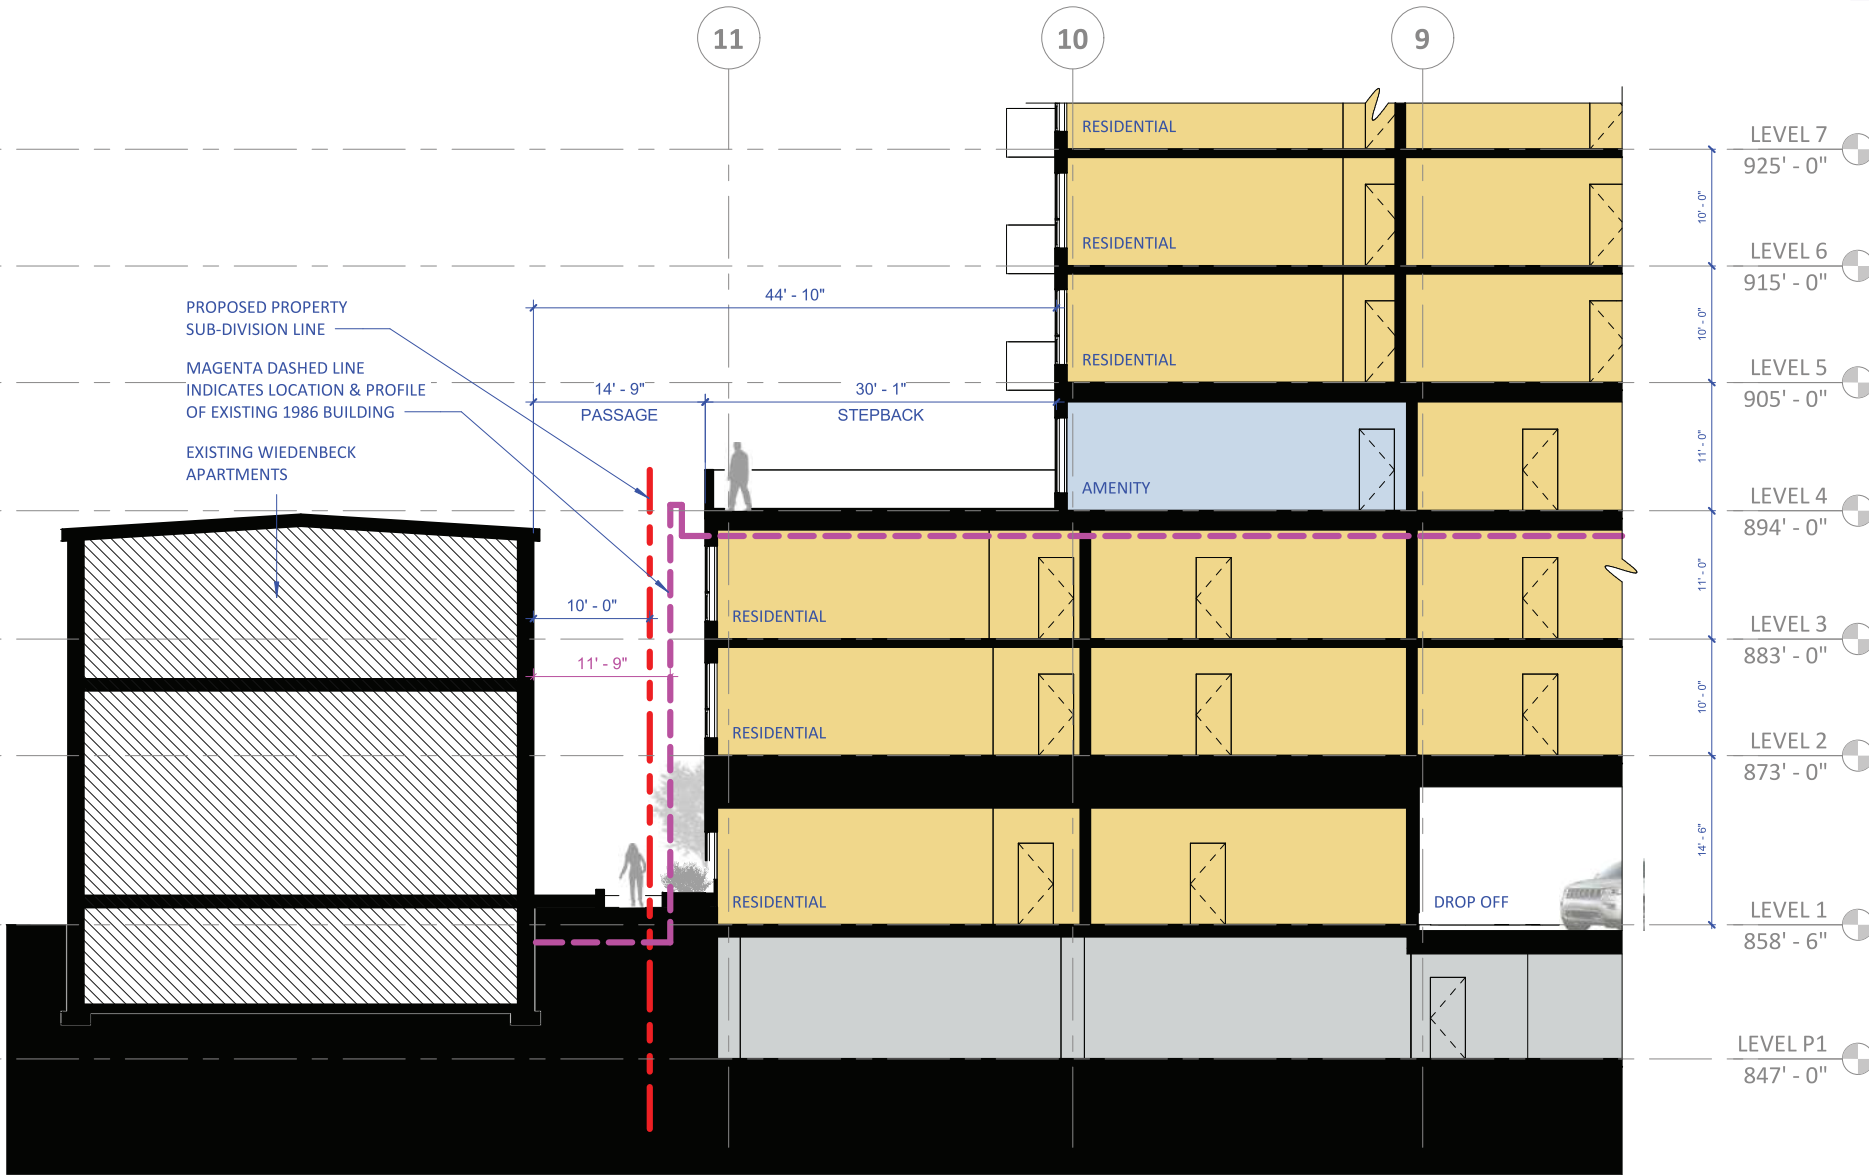 11
10
9
RESIDENTIAL
LEVEL 7
925' - 0"
10' - 0"
RESIDENTIAL
LEVEL 6
915' - 0"
44' - 10"
PROPOSED PROPERTY
SUB-DIVISION LINE
10' - 0"
MAGENTA DASHED LINE
INDICATES LOCATION & PROFILE
OF EXISTING 1986 BUILDING
RESIDENTIAL
LEVEL 5
905' - 0"
14' - 9"
PASSAGE
30' - 1"
STEPBACK
EXISTING WIEDENBECK
APARTMENTS
11' - 0"
AMENITY
LEVEL 4
894' - 0"
11' - 0"
10' - 0"
RESIDENTIAL
LEVEL 3
883' - 0"
11' - 9"
10' - 0"
RESIDENTIAL
LEVEL 2
873' - 0"
14' - 6"
RESIDENTIAL
DROP OFF
LEVEL 1
858' - 6"
LEVEL P1
847' - 0"